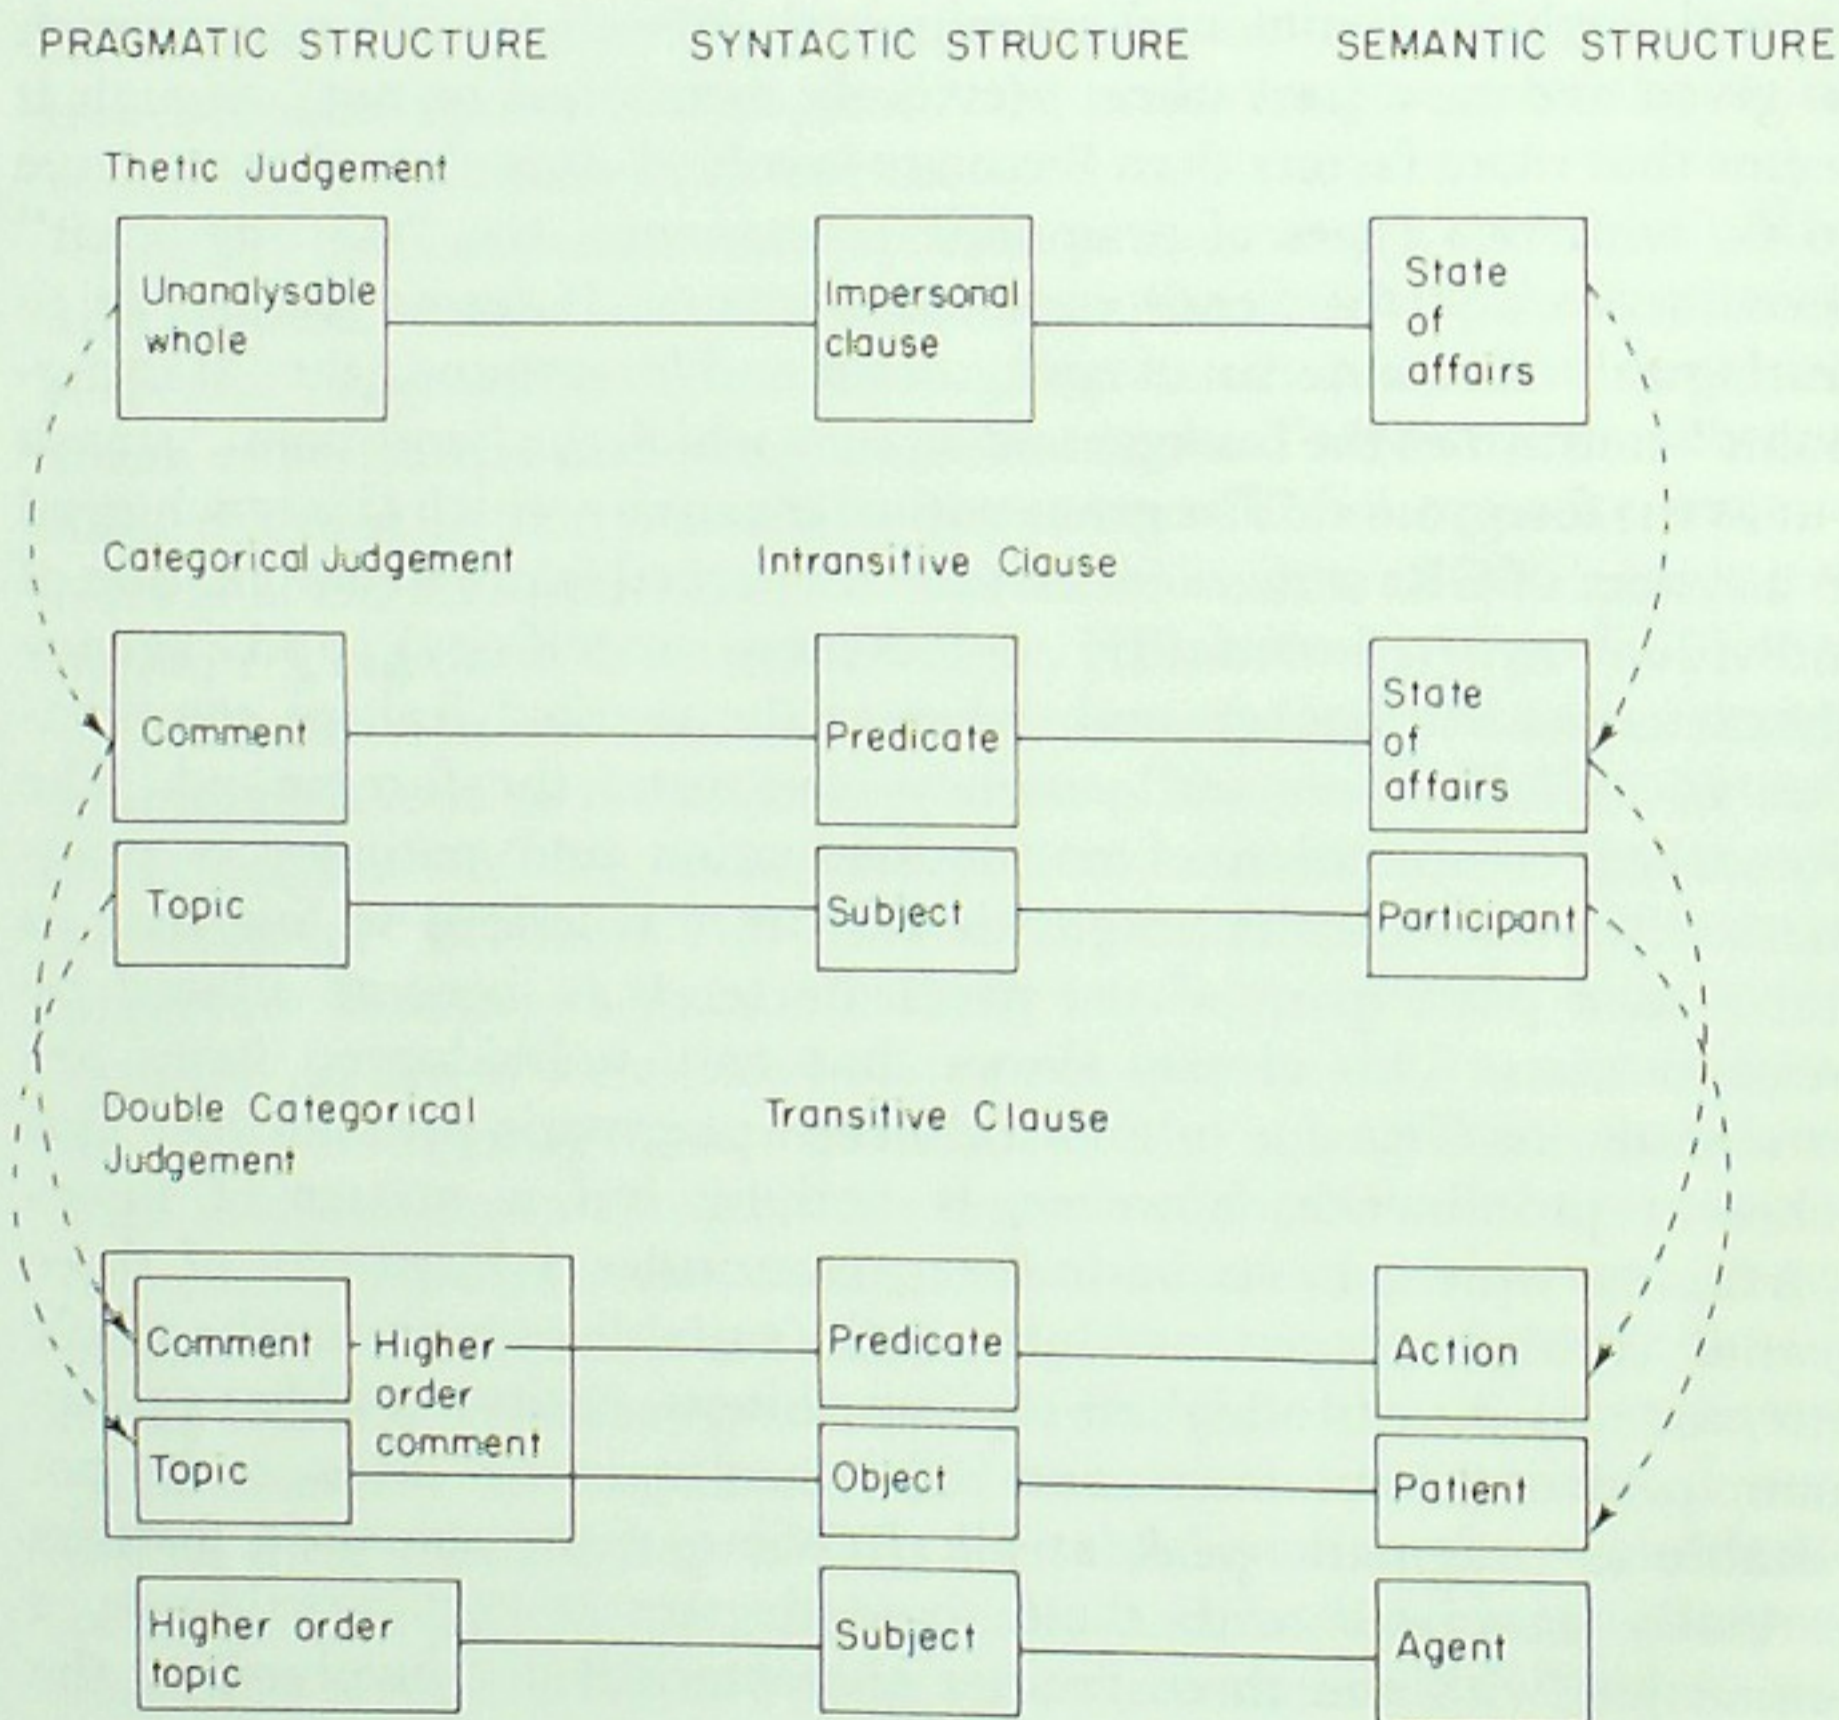 PRAGMATIC STRUCTURE SYNTACTIC STRUCTURE SEMANTIC STRUCTURE
Thetic Judgement
Unanalysable
whole
Impersonal
clause
State
of
affairs
Categorical Judgement Intransitive Clause
Comment
Predicate
State
of
affairs
Topic
Subject
Participant
Double Categorical
Judgement
Transitive Clause
Comment
Higher
order
comment
Predicate
Action
Topic
Object
Patient
Higher order
topic
Subject
Agent